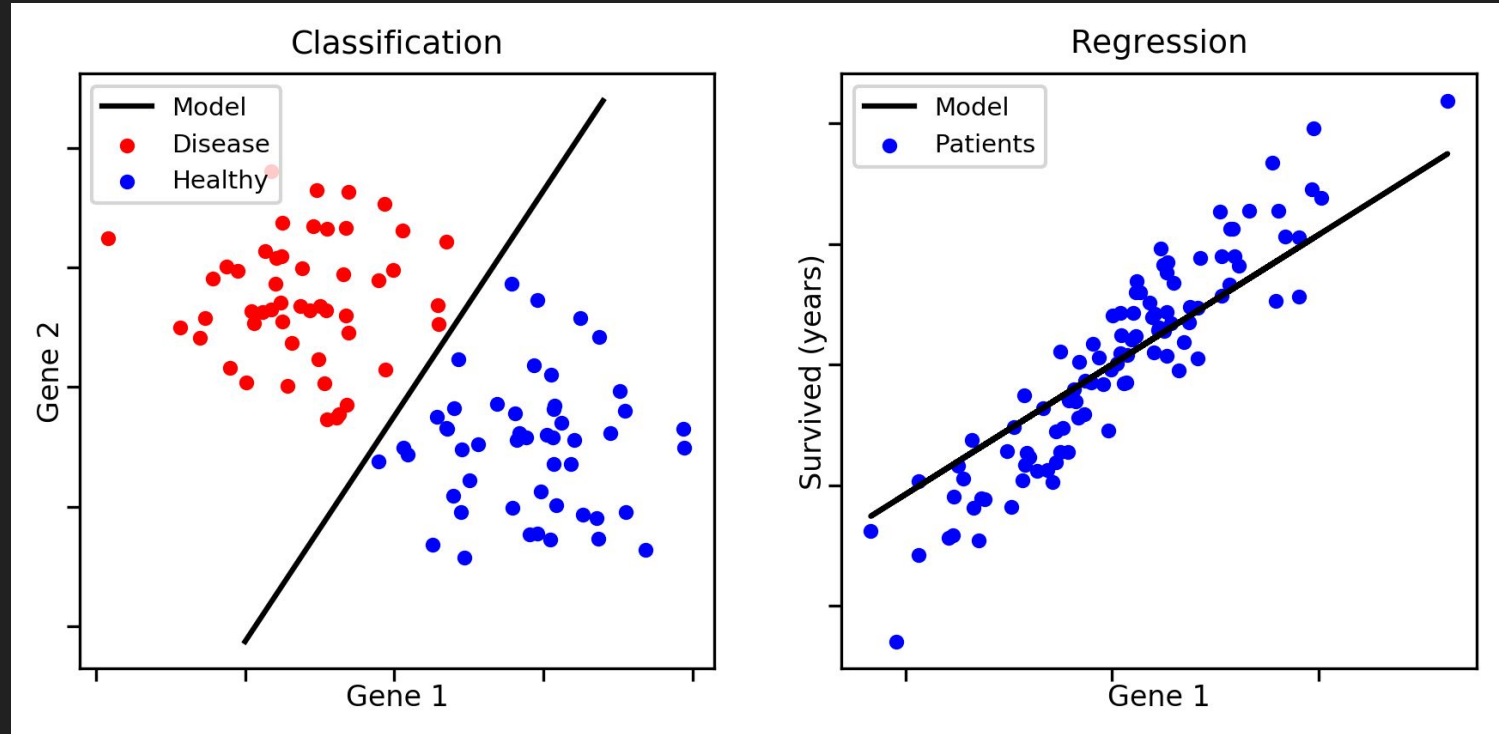 Classification
Model
Disease
Healthy
Gene 2
Gene 1
Regression
Model
Patients
Survived (years)
Gene 1